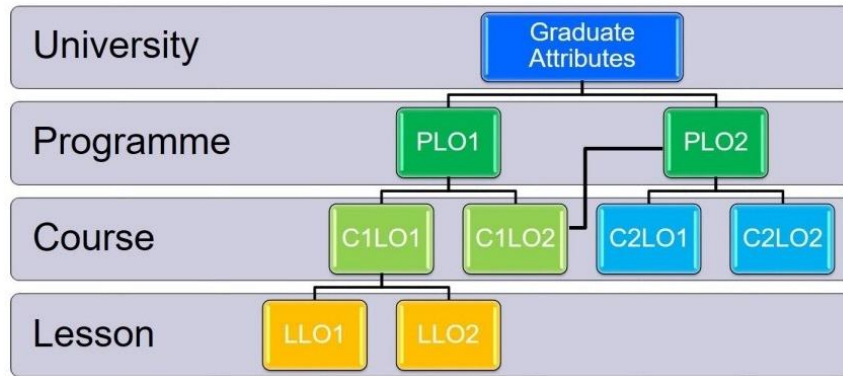 University
Graduate
Attributes
Programme
PLO1
PLO2
Course
C1LO1
C1LO2
C2LO1
C2LO2
Lesson
LLO1
LLO2